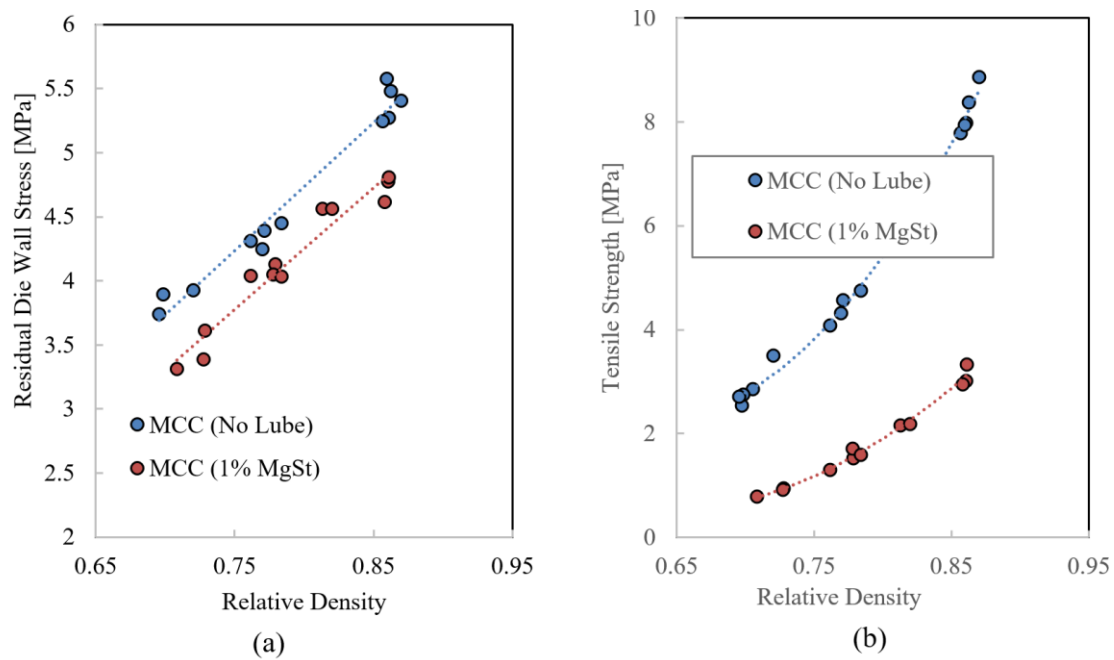 6
5.5
5
4.5
4
3.5
3
2.5
2
Residual Die Wall Stress [MPa]
MCC (No Lube)
MCC (1% MgSt)
0.65
0.75
0.85
0.95
Relative Density
(a)
10
8
6
4
2
0
Tensile Strength [MPa]
MCC (No Lube)
MCC (1% MgSt)
0.65
0.75
0.85
0.95
Relative Density
(b)